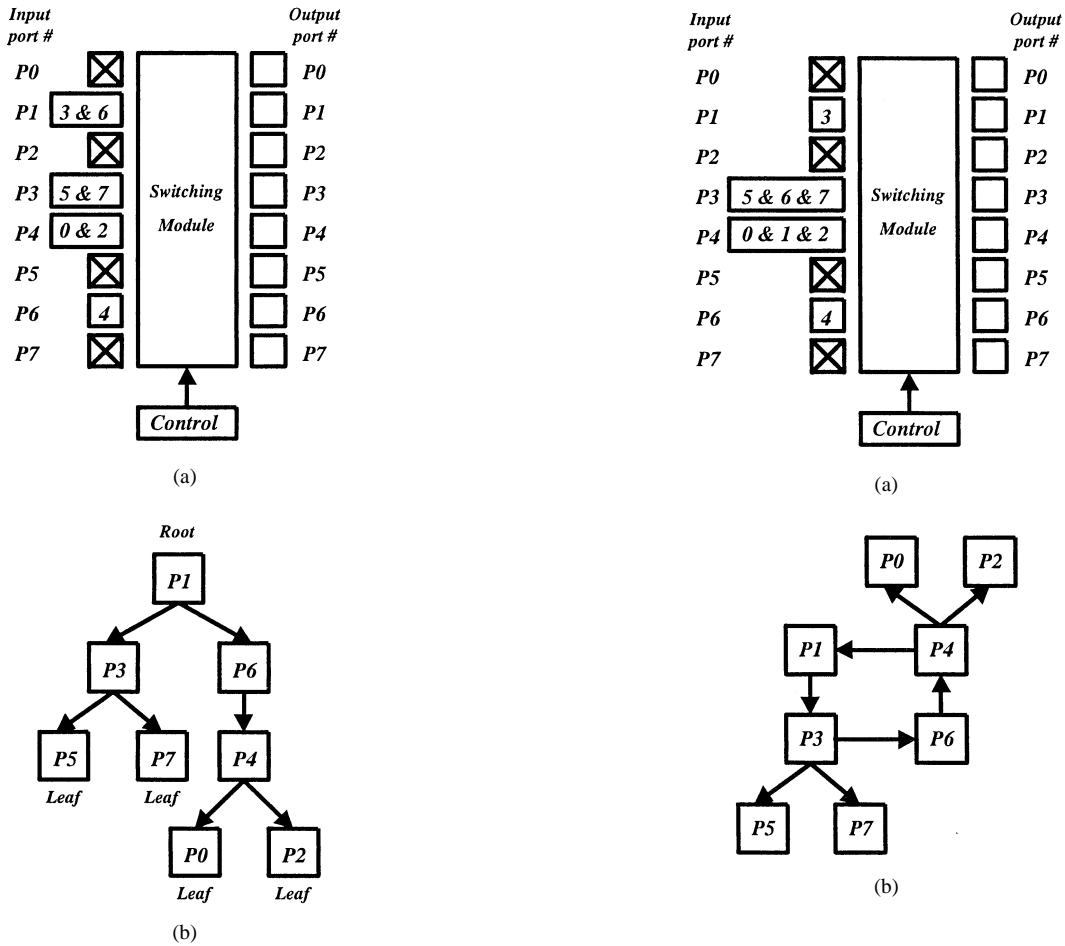 Input port # Output port #
P0 P0
P1 3 & 6 P1
P2 P2
P3 5 & 7 Switching P3
P4 0 & 2 Module P4
P5 P5
P6 4 P6
P7 P7
Control
(a)
Root
P1
P3 P6
P5 P7 P4
Leaf Leaf
P0 P2
Leaf Leaf
(b)
Input port # Output port #
P0 P0
P1 3 P1
P2 P2
P3 5 & 6 & 7 Switching P3
P4 0 & 1 & 2 Module P4
P5 P5
P6 4 P6
P7 P7
Control
(a)
P0 P2
P1 P4
P3 P6
P5 P7
(b)